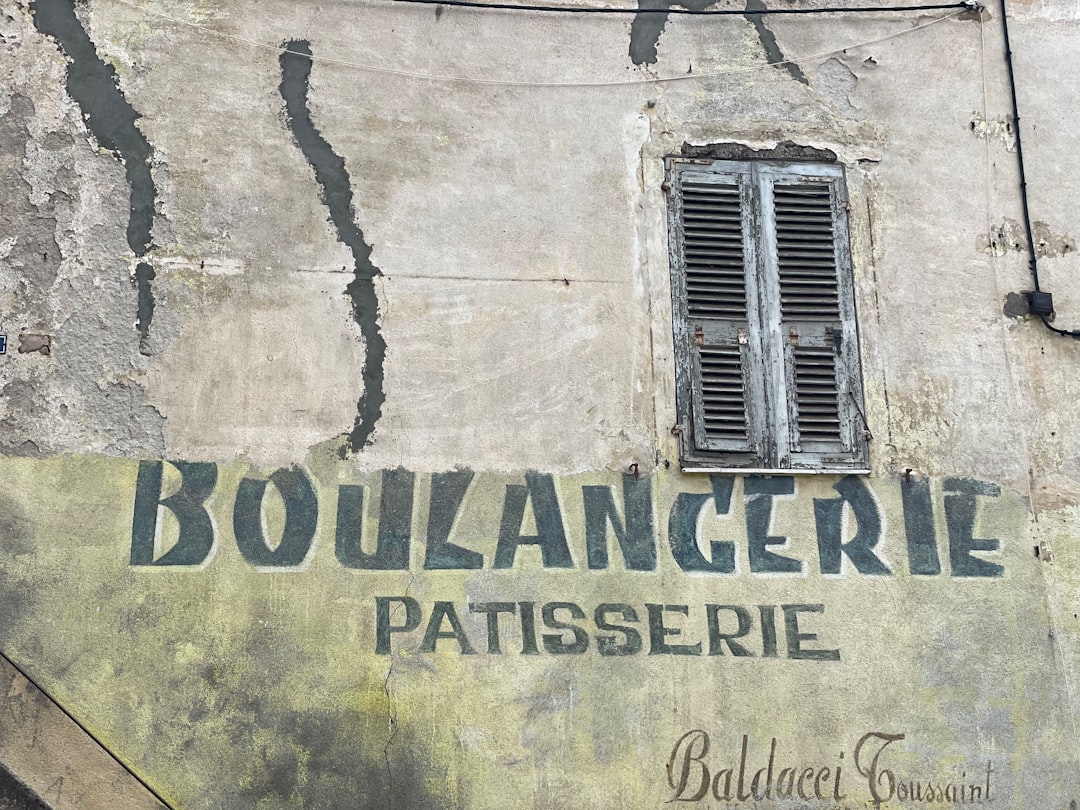 BOULANGERIE
PATISSERIE
Baldacci Toussaint